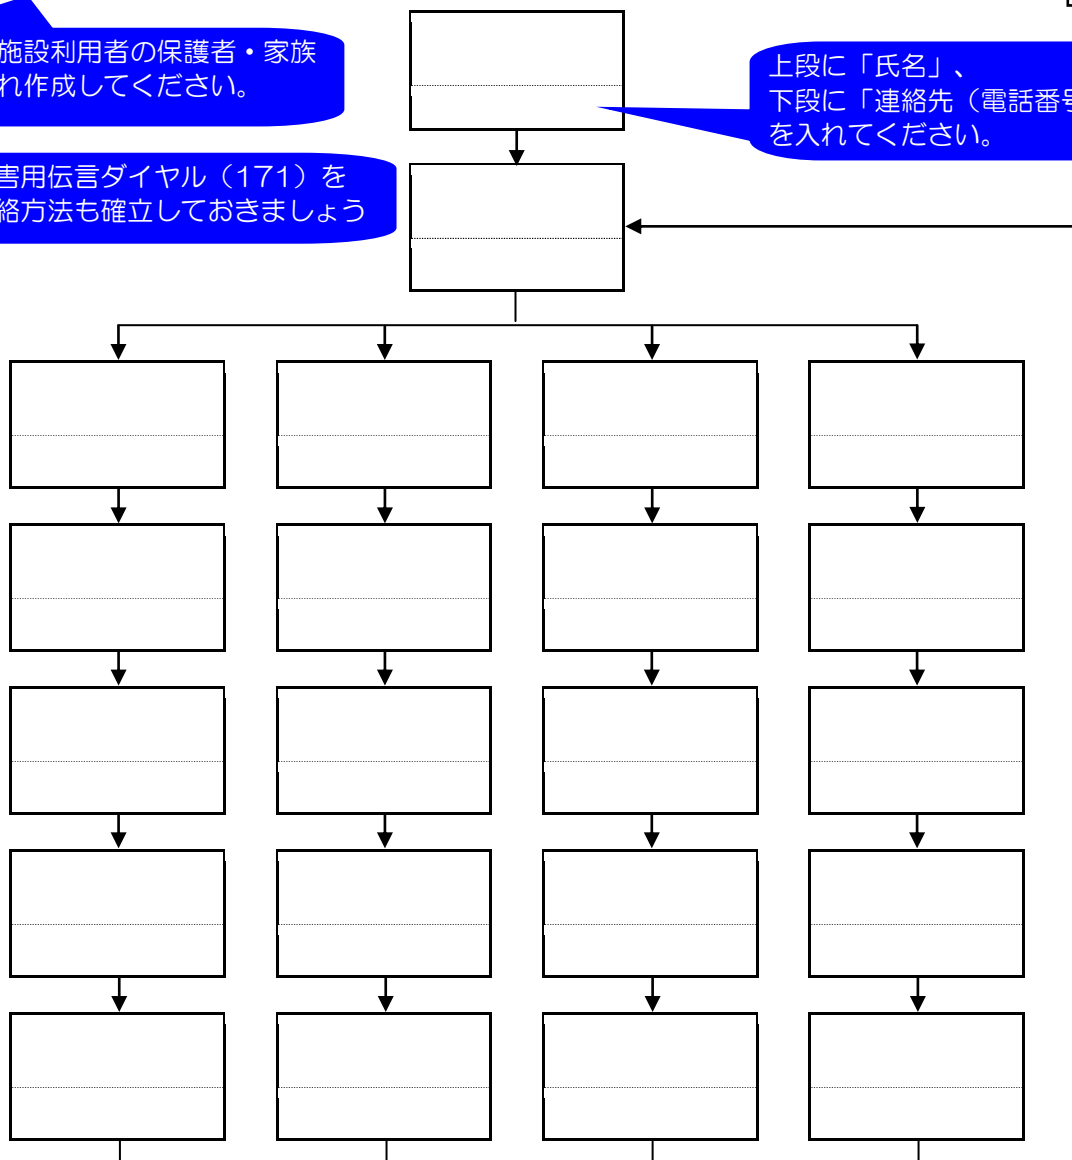 施設利用者の保護者・家族
れ作成してください。
上段に「氏名」、
下段に「連絡先（電話番号
を入れてください。
害用伝言ダイヤル（171）を
絡方法も確立しておきましょう